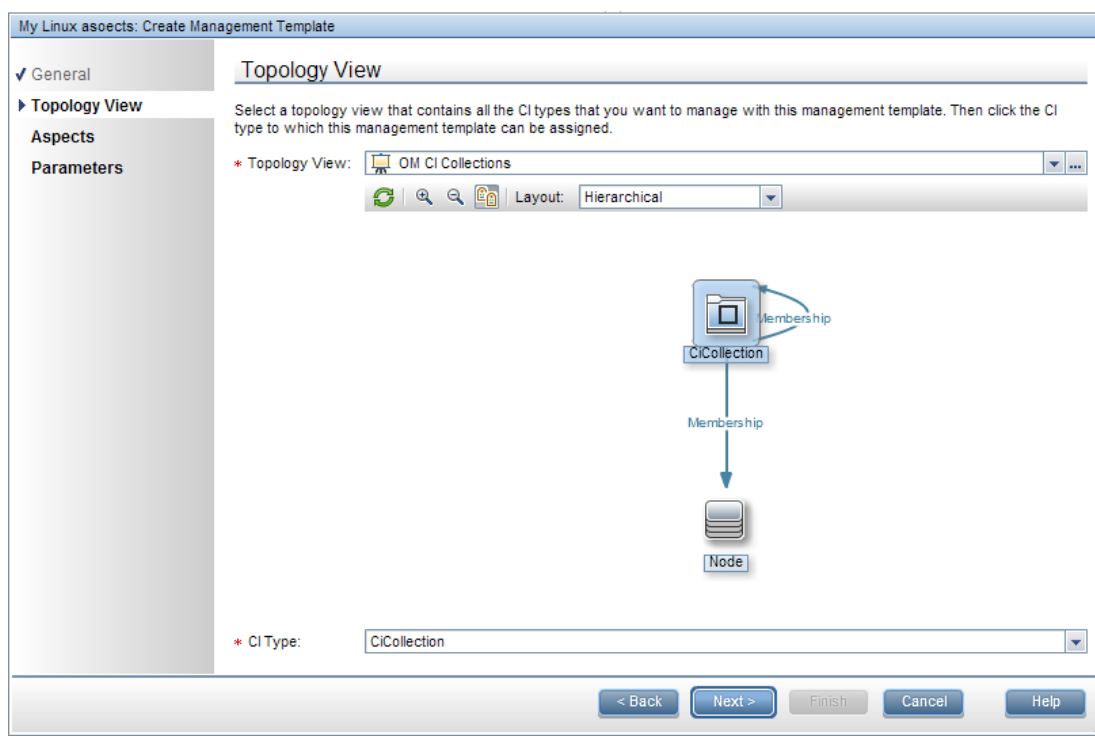 My Linux asoects: Create Management Template
General
Topology View
Aspects
Parameters
Topology View
Select a topology view that contains all the CI types that you want to manage with this management template. Then click the CI
type to which this management template can be assigned.
* Topology View: OM CI Collections ...
Layout: Hierarchical
Membership
CiCollection
Membership
Node
* CI Type: CiCollection
< Back Next > Finish Cancel Help